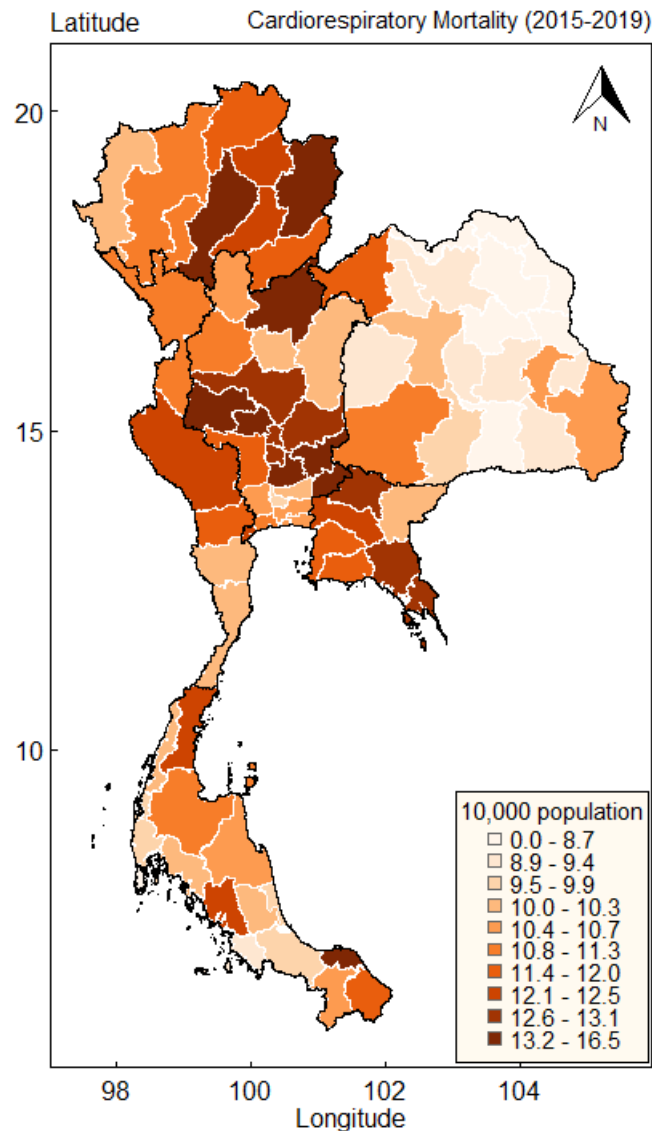 Latitude
Cardiorespiratory Mortality (2015-2019)
N
20
15
10
10,000 population
0.0 - 8.7
8.9 - 9.4
9.5 - 9.9
10.0 - 10.3
10.4 - 10.7
10.8 - 11.3
11.4 - 12.0
12.1 - 12.5
12.6 - 13.1
13.2 - 16.5
98 100 102 104
Longitude